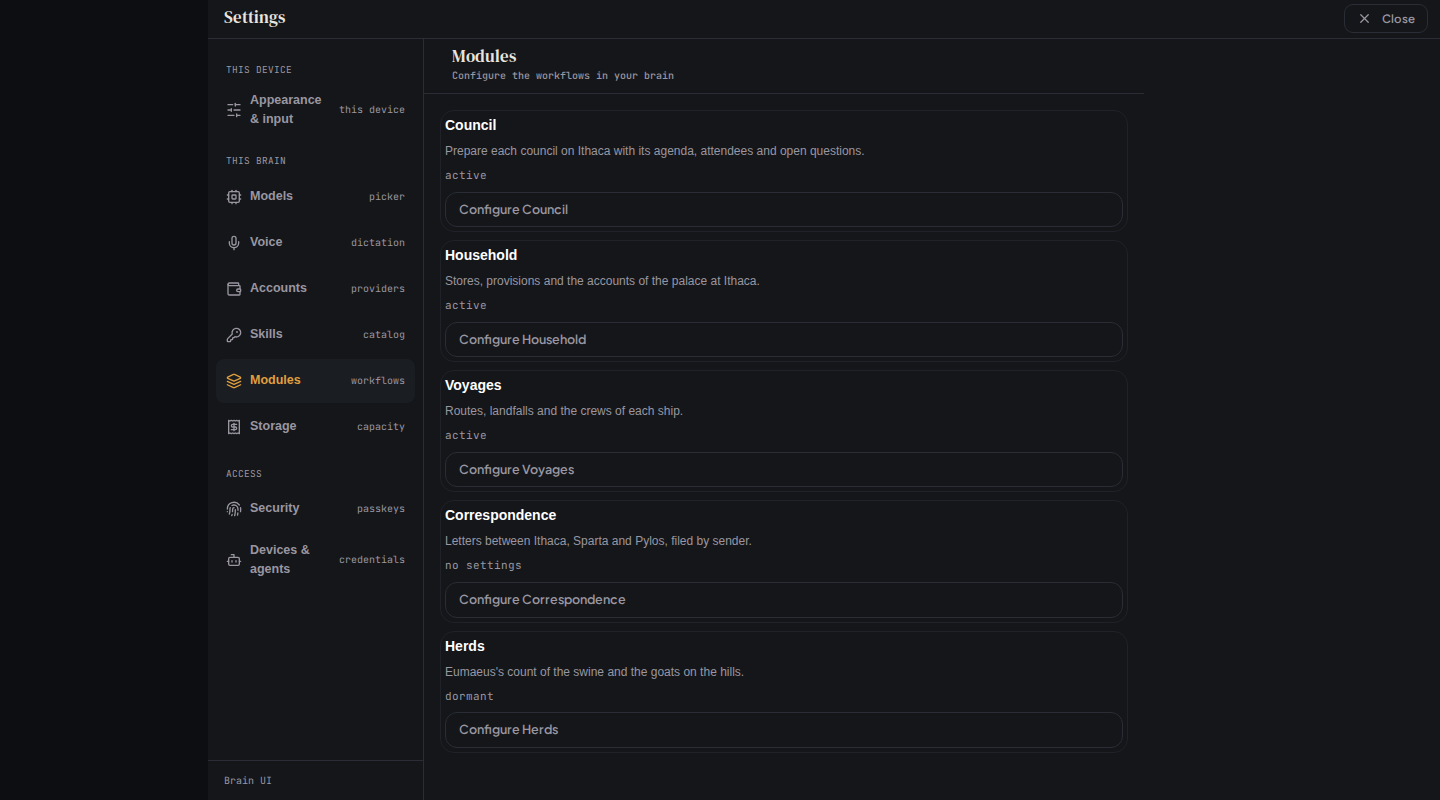 Settings
Close
THIS DEVICE
Appearance & input
this device
THIS BRAIN
Models
picker
Voice
dictation
Accounts
providers
Skills
catalog
Modules
workflows
Storage
capacity
ACCESS
Security
passkeys
Devices & agents
credentials
Brain UI
Modules
Configure the workflows in your brain
Council
Prepare each council on Ithaca with its agenda, attendees and open questions.
active
Configure Council
Household
Stores, provisions and the accounts of the palace at Ithaca.
active
Configure Household
Voyages
Routes, landfalls and the crews of each ship.
active
Configure Voyages
Correspondence
Letters between Ithaca, Sparta and Pylos, filed by sender.
no settings
Configure Correspondence
Herds
Eumaeus's count of the swine and the goats on the hills.
dormant
Configure Herds